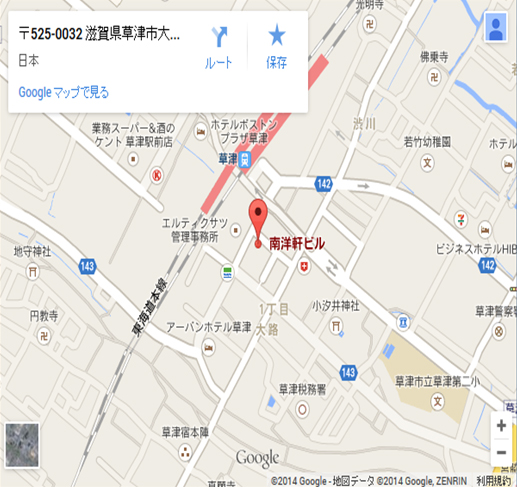 〒525-0032 滋賀県草津市大...
日本
ルート
保存
Google マップで見る
光明寺
佛乗寺
ホテルボストン
プラザ草津
業務スーパー&酒の
ケント 草津駅前店
渋川
若竹幼稚園
ホテル
草津
142
エルティクサツ
管理事務所
南洋軒ビル
地守神社
143
ビジネスホテルHIB
142
東海道本線
円教寺
1丁目
大路
小汐井神社
草津警察署
アーバンホテル草津
143
草津市立草津第二小
草津税務署
草津宿本陣
Google
真願寺
©2014 Google - 地図データ ©2014 Google, ZENRIN
利用規約